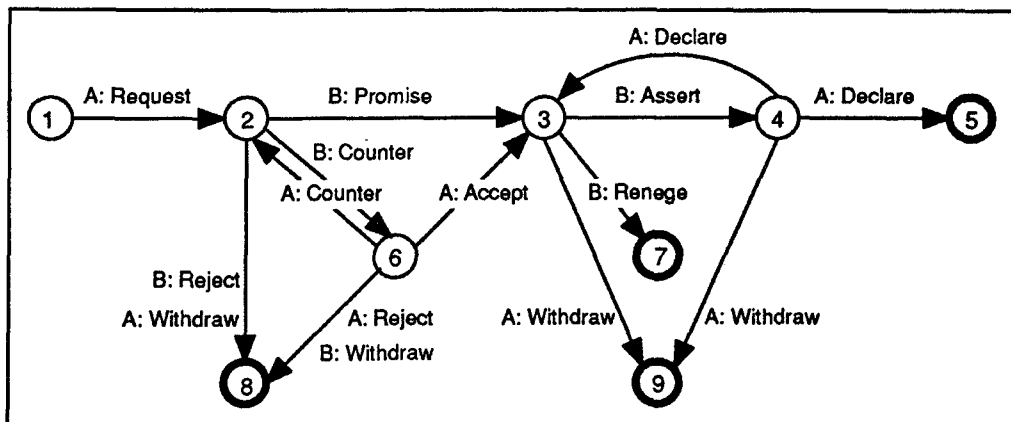 A: Declare
A: Request
B: Promise
B: Assert
A: Declare
1
2
3
4
5
B: Counter
A: Counter
A: Accept
B: Renege
6
7
B: Reject
A: Withdraw
A: Reject
B: Withdraw
A: Withdraw
A: Withdraw
8
9